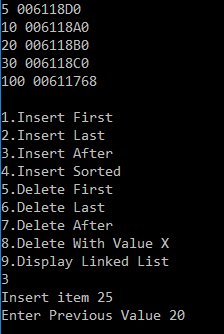 5 006118D0
10 006118A0
20 006118B0
30 006118C0
100 00611768
1.Insert First
2.Insert Last
3.Insert After
4.Insert Sorted
5.Delete First
6.Delete Last
7.Delete After
8.Delete With Value X
9.Display Linked List
3
Insert item 25
Enter Previous Value 20